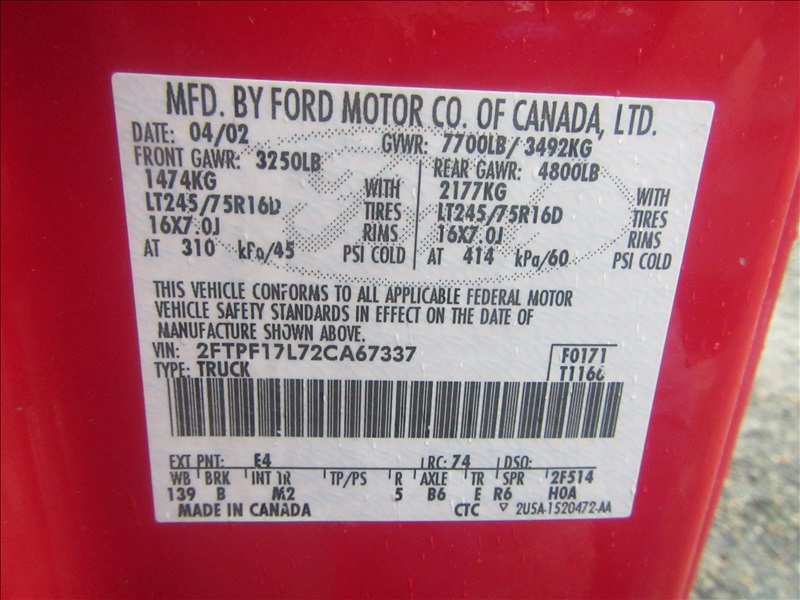 MFD. BY FORD MOTOR CO. OF CANADA, LTD.
DATE: 04/02 GVWR: 7700LB/ 3492KG
FRONT GAWR: 3250LB REAR GAWR: 4800LB
1474KG WITH 2177KG WITH
LT245/75R16D TIRES LT245/75R16D TIRES
16X7.0J RIMS 16X7.0J RIMS
AT 310 kPa/45 PSI COLD AT 414 kPa/60 PSI COLD
THIS VEHICLE CONFORMS TO ALL APPLICABLE FEDERAL MOTOR
VEHICLE SAFETY STANDARDS IN EFFECT ON THE DATE OF
MANUFACTURE SHOWN ABOVE.
VIN: 2FTPF17L72CA67337 F0171
TYPE: TRUCK T1166
EXT PNT: E4 RC: 74 DSO:
WB BRK INT TR TP/PS R AXLE TR SPR 2F514
139 B M2 5 B6 E R6 HOA
MADE IN CANADA CTC ▽ 2U5A-1520472-AA